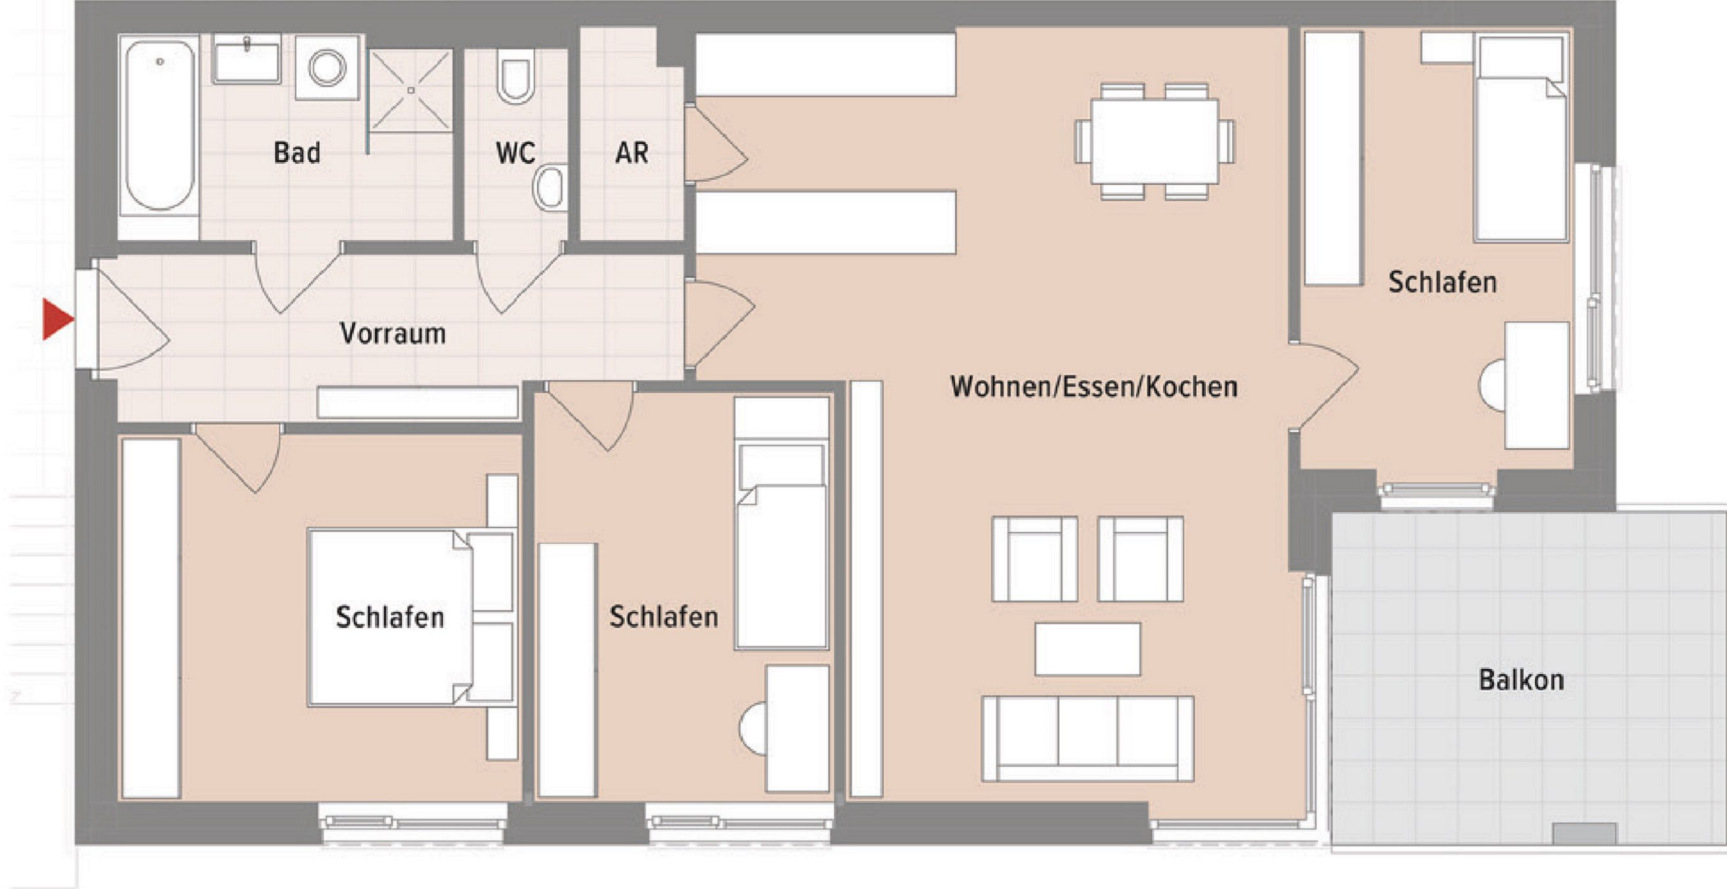 Bad
WC
AR
Schlafen
Vorraum
Wohnen/Essen/Kochen
Schlafen
Schlafen
Balkon